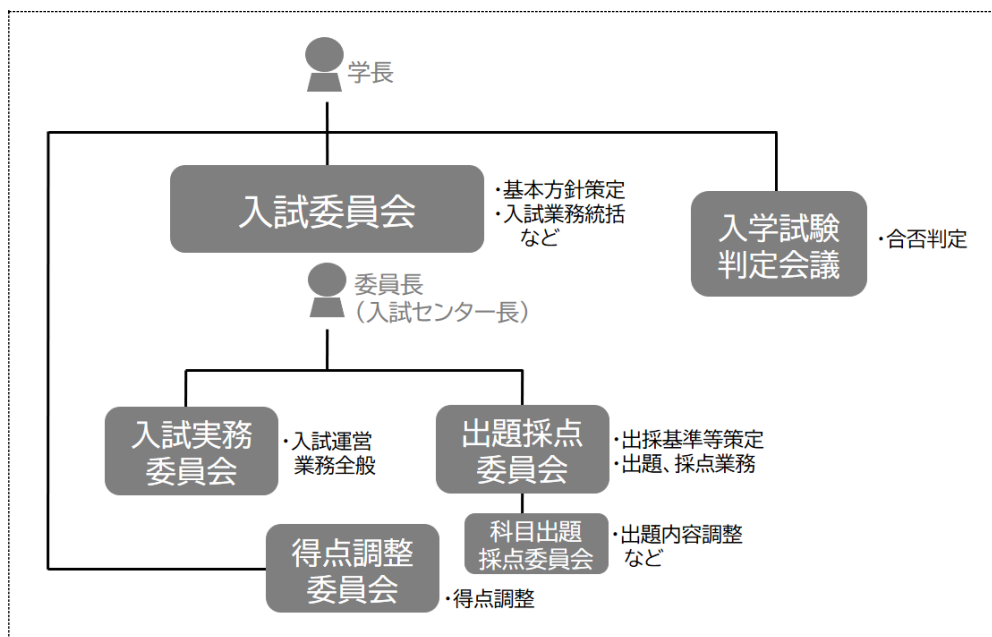 学長
入試委員会
・基本方針策定
・入試業務統括
など
入学試験
判定会議
・合否判定
委員長
（入試センター長）
入試実務
委員会
・入試運営
業務全般
出題採点
委員会
・出採基準等策定
・出題、採点業務
科目出題
採点委員会
・出題内容調整
など
得点調整
委員会
・得点調整